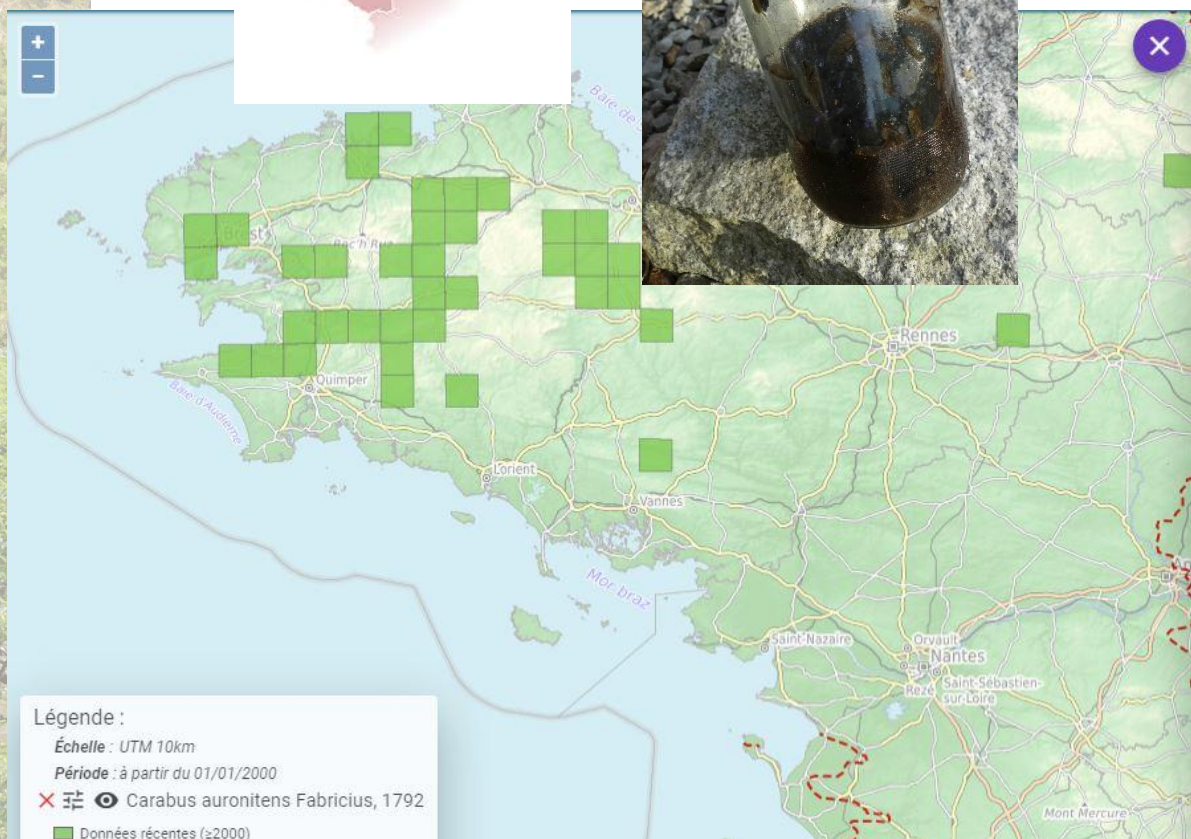 +
−
×
Baie de
Brest
Roc'h Ruz
Rennes
Quimper
Baie d'Audierne
Lorient
Vannes
Mor braz
Saint-Nazaire
Orvault
Nantes
Rezé
Saint-Sébastien-
sur-Loire
Mont Mercure
Légende :
Échelle : UTM 10km
Période : à partir du 01/01/2000
Carabus auronitens Fabricius, 1792
Données récentes (≥2000)